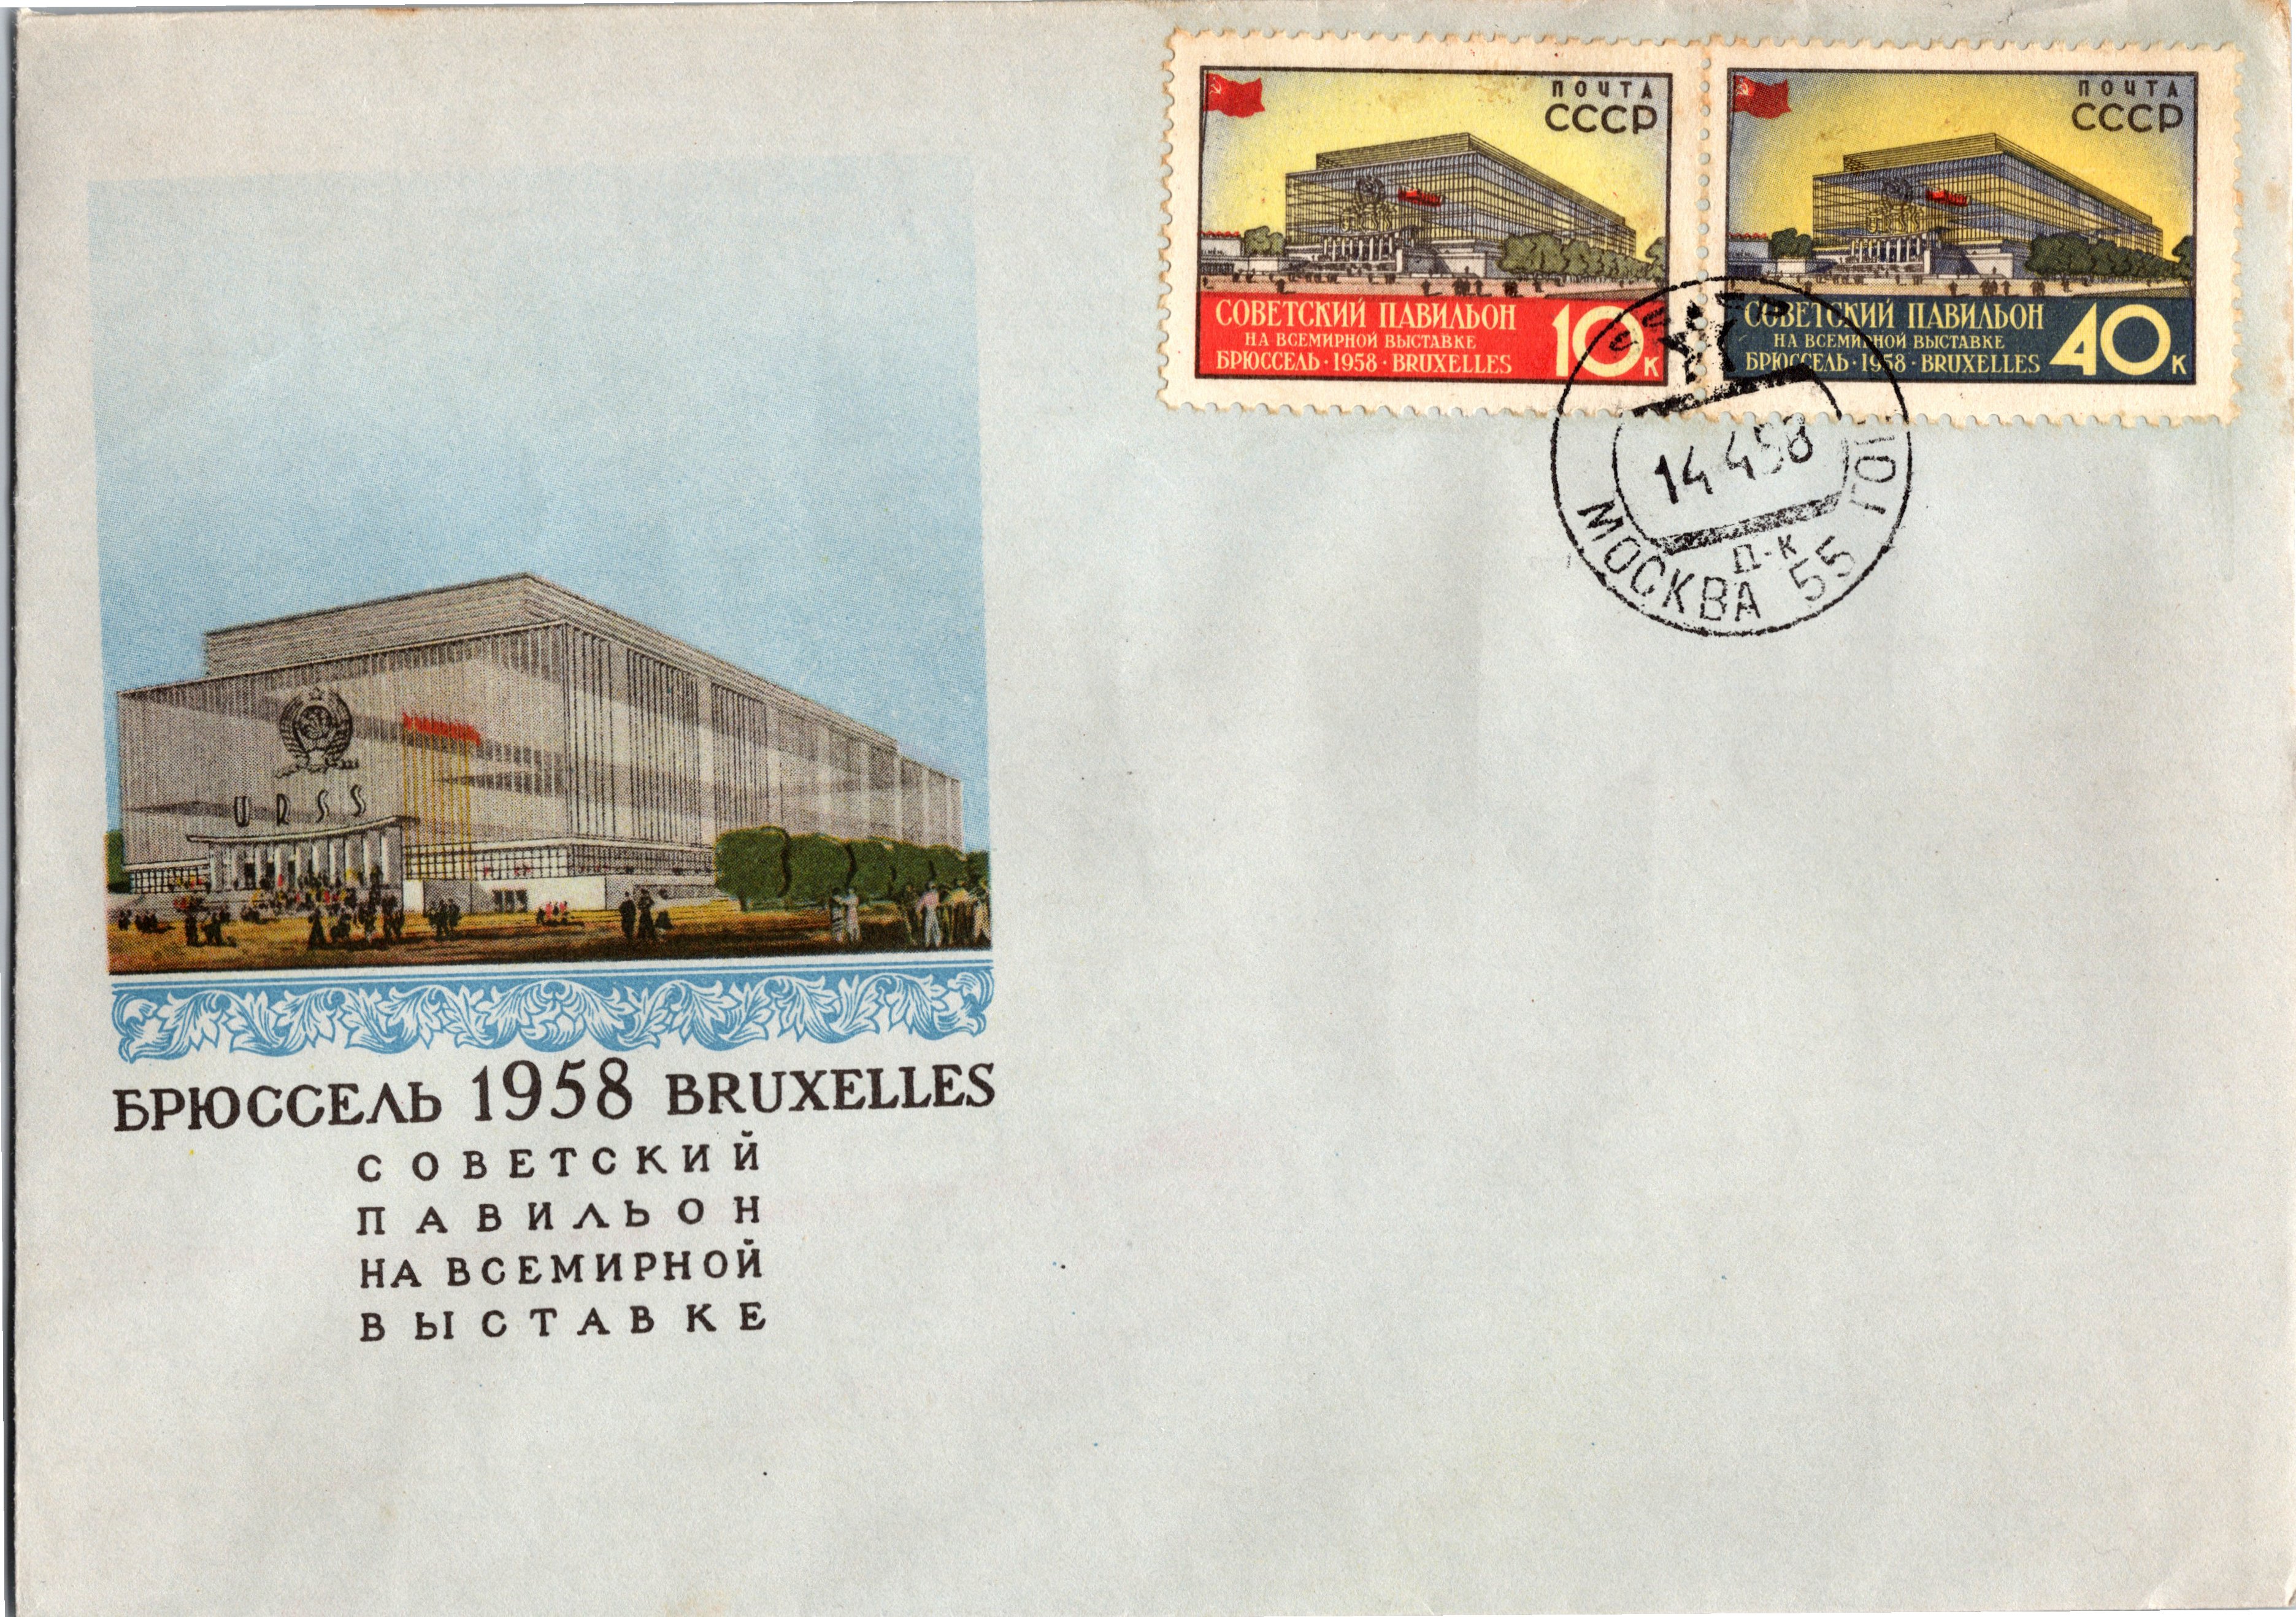 ПОЧТА
СССР
СОВЕТСКИЙ ПАВИЛЬОН
НА ВСЕМИРНОЙ ВЫСТАВКЕ
БРЮССЕЛЬ · 1958 · BRUXELLES
10 К
ПОЧТА
СССР
СОВЕТСКИЙ ПАВИЛЬОН
НА ВСЕМИРНОЙ ВЫСТАВКЕ
БРЮССЕЛЬ · 1958 · BRUXELLES
40 К
14 4 58
Д-К
МОСКВА 55
URSS
БРЮССЕЛЬ 1958 BRUXELLES
СОВЕТСКИЙ
ПАВИЛЬОН
НА ВСЕМИРНОЙ
ВЫСТАВКЕ